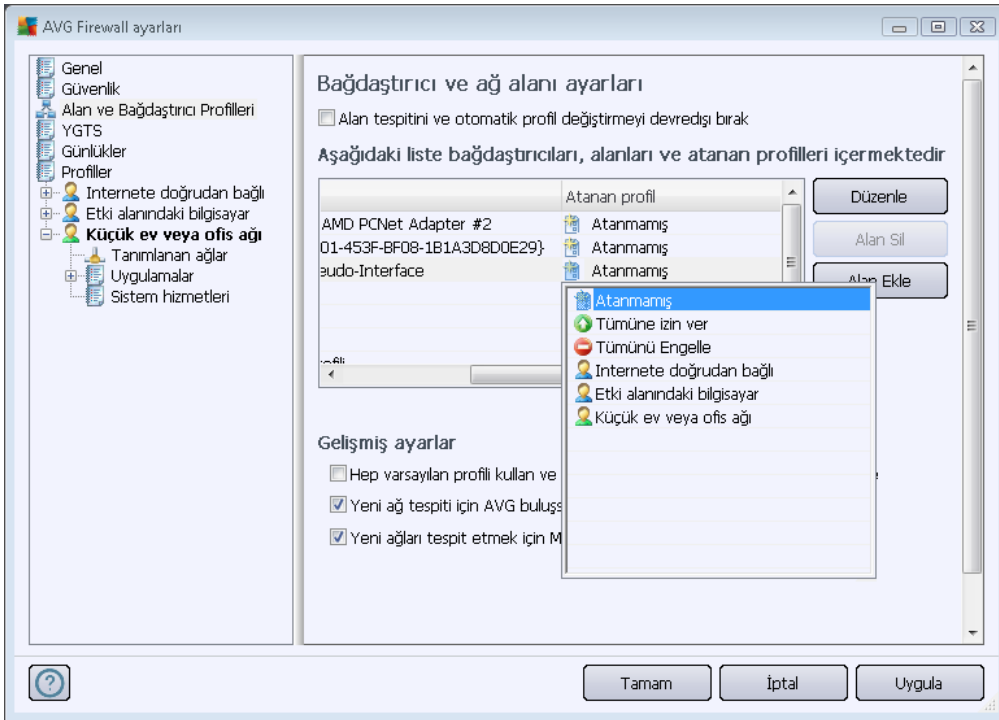 AVG Firewall ayarları
Genel
Güvenlik
Alan ve Bağdaştırıcı Profilleri
YGTS
Günlükler
Profiller
Internete doğrudan bağlı
Etki alanındaki bilgisayar
Küçük ev veya ofis ağı
Tanımlanan ağlar
Uygulamalar
Sistem hizmetleri
Bağdaştırıcı ve ağ alanı ayarları
Alan tespitini ve otomatik profil değiştirmeyi devredışı bırak
Aşağıdaki liste bağdaştırıcıları, alanları ve atanan profilleri içermektedir
Atanan profil
AMD PCNet Adapter #2 Atanmamış
01-453F-BF08-1B1A3D8D0E29} Atanmamış
eudo-Interface Atanmamış
Düzenle
Alan Sil
Alan Ekle
Atanmamış
Tümüne izin ver
Tümünü Engelle
Internete doğrudan bağlı
Etki alanındaki bilgisayar
Küçük ev veya ofis ağı
Gelişmiş ayarlar
Hep varsayılan profili kullan ve
Yeni ağ tespiti için AVG buluşs
Yeni ağları tespit etmek için M
Tamam
İptal
Uygula